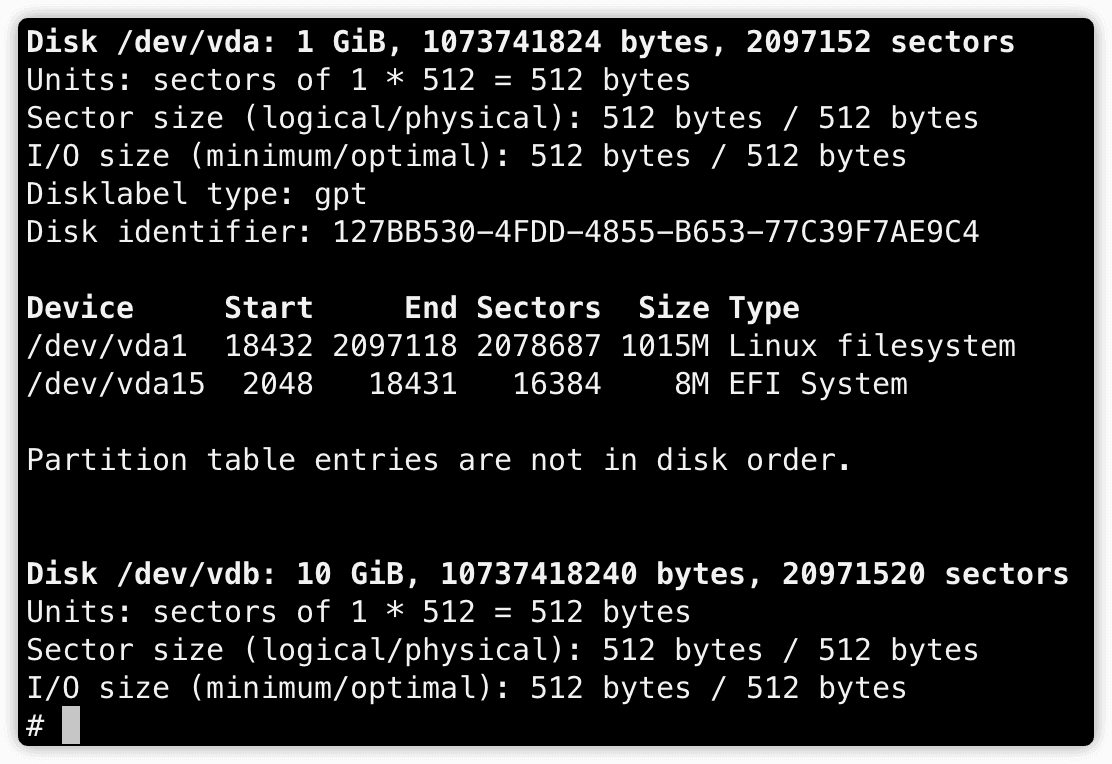 Disk /dev/vda: 1 GiB, 1073741824 bytes, 2097152 sectors
Units: sectors of 1 * 512 = 512 bytes
Sector size (logical/physical): 512 bytes / 512 bytes
I/O size (minimum/optimal): 512 bytes / 512 bytes
Disklabel type: gpt
Disk identifier: 127BB530-4FDD-4855-B653-77C39F7AE9C4

Device     Start     End Sectors  Size Type
/dev/vda1  18432 2097118 2078687 1015M Linux filesystem
/dev/vda15  2048   18431   16384    8M EFI System

Partition table entries are not in disk order.


Disk /dev/vdb: 10 GiB, 10737418240 bytes, 20971520 sectors
Units: sectors of 1 * 512 = 512 bytes
Sector size (logical/physical): 512 bytes / 512 bytes
I/O size (minimum/optimal): 512 bytes / 512 bytes
#